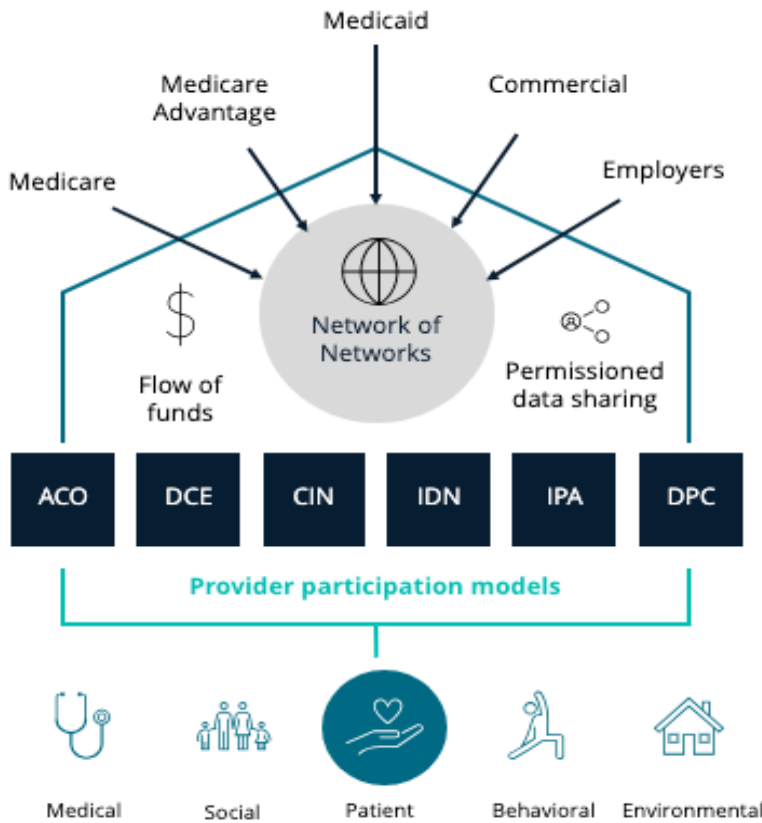 Medicaid
Medicare
Advantage
Commercial
Medicare
Employers
Network of
Networks
$
Flow of
funds
Permissioned
data sharing
ACO
DCE
CIN
IDN
IPA
DPC
Provider participation models
Medical
Social
Patient
Behavioral
Environmental